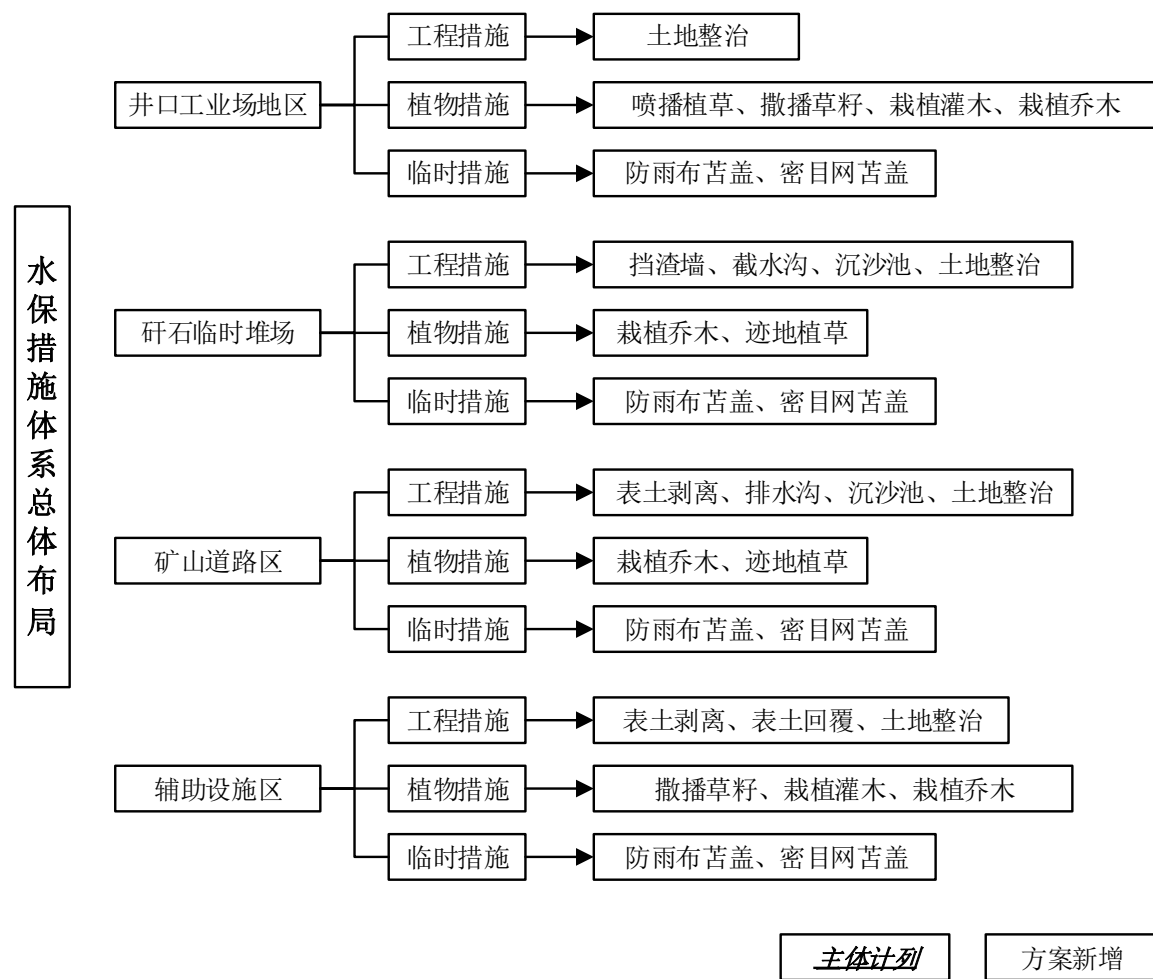 水保措施体系总体布局
井口工业场地区
工程措施
土地整治
植物措施
喷播植草、撒播草籽、栽植灌木、栽植乔木
临时措施
防雨布苫盖、密目网苫盖
矸石临时堆场
工程措施
挡渣墙、截水沟、沉沙池、土地整治
植物措施
栽植乔木、迹地植草
临时措施
防雨布苫盖、密目网苫盖
矿山道路区
工程措施
表土剥离、排水沟、沉沙池、土地整治
植物措施
栽植乔木、迹地植草
临时措施
防雨布苫盖、密目网苫盖
辅助设施区
工程措施
表土剥离、表土回覆、土地整治
植物措施
撒播草籽、栽植灌木、栽植乔木
临时措施
防雨布苫盖、密目网苫盖
主体计列
方案新增